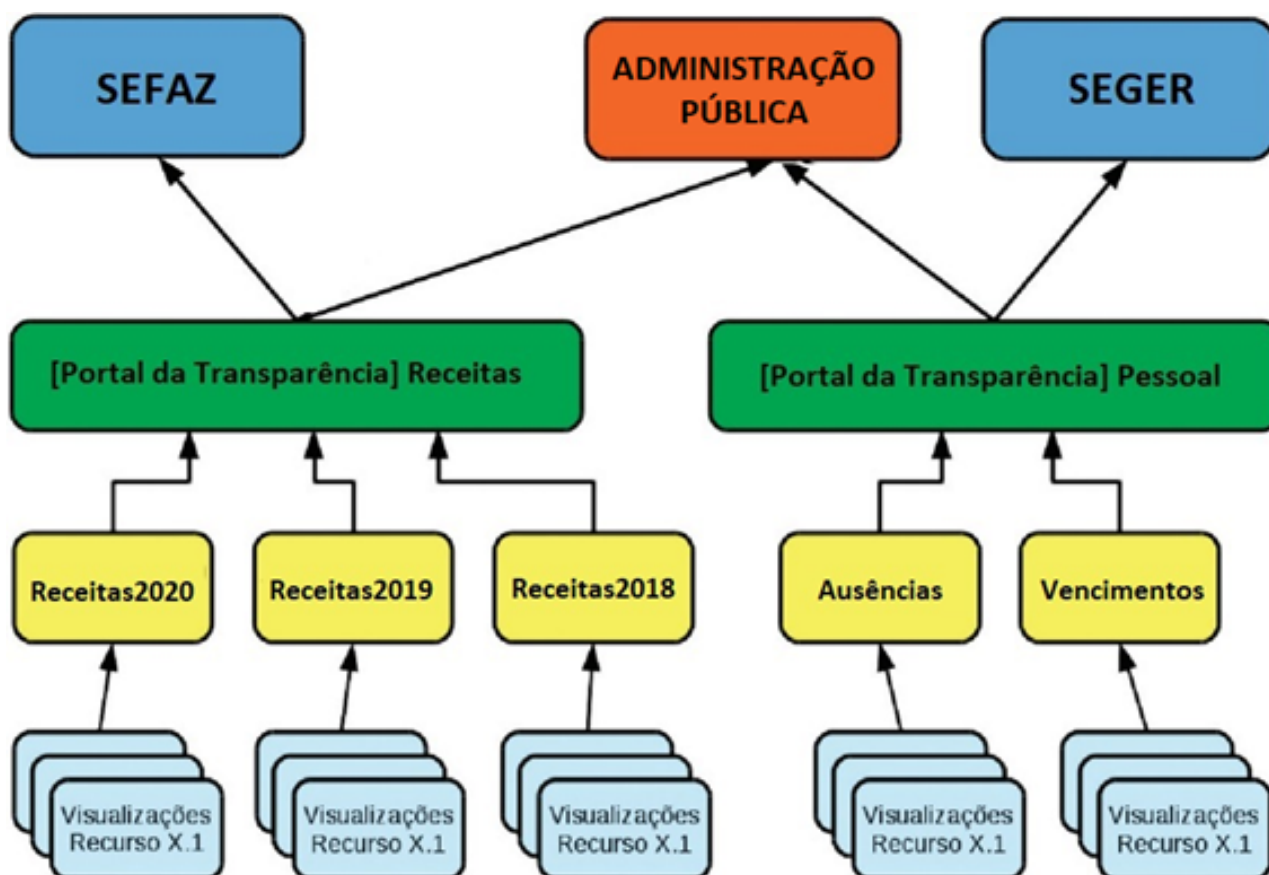 SEFAZ
ADMINISTRAÇÃO
PÚBLICA
SEGER
[Portal da Transparência] Receitas
[Portal da Transparência] Pessoal
Receitas2020
Receitas2019
Receitas2018
Ausências
Vencimentos
Visualizações
Recurso X.1
Visualizações
Recurso X.1
Visualizações
Recurso X.1
Visualizações
Recurso X.1
Visualizações
Recurso X.1